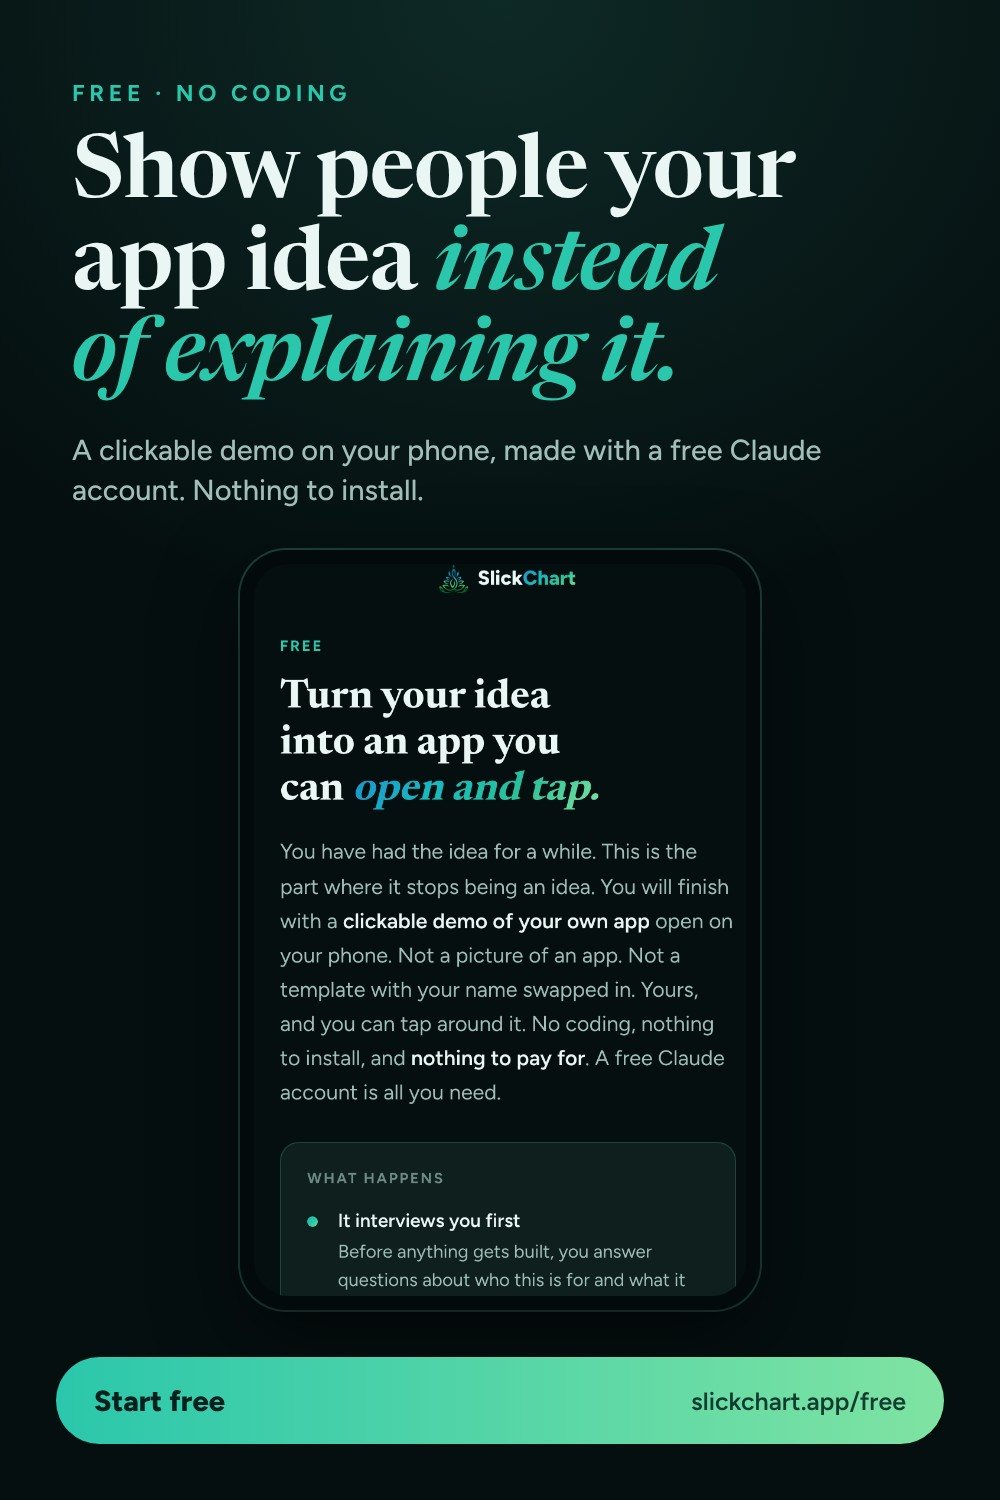 FREE · NO CODING
Show people your
app idea instead
of explaining it.
A clickable demo on your phone, made with a free Claude
account. Nothing to install.
SlickChart
FREE
Turn your idea
into an app you
can open and tap.
You have had the idea for a while. This is the
part where it stops being an idea. You will finish
with a clickable demo of your own app open on
your phone. Not a picture of an app. Not a
template with your name swapped in. Yours,
and you can tap around it. No coding, nothing
to install, and nothing to pay for. A free Claude
account is all you need.
WHAT HAPPENS
It interviews you first
Before anything gets built, you answer
questions about who this is for and what it
Start free
slickchart.app/free